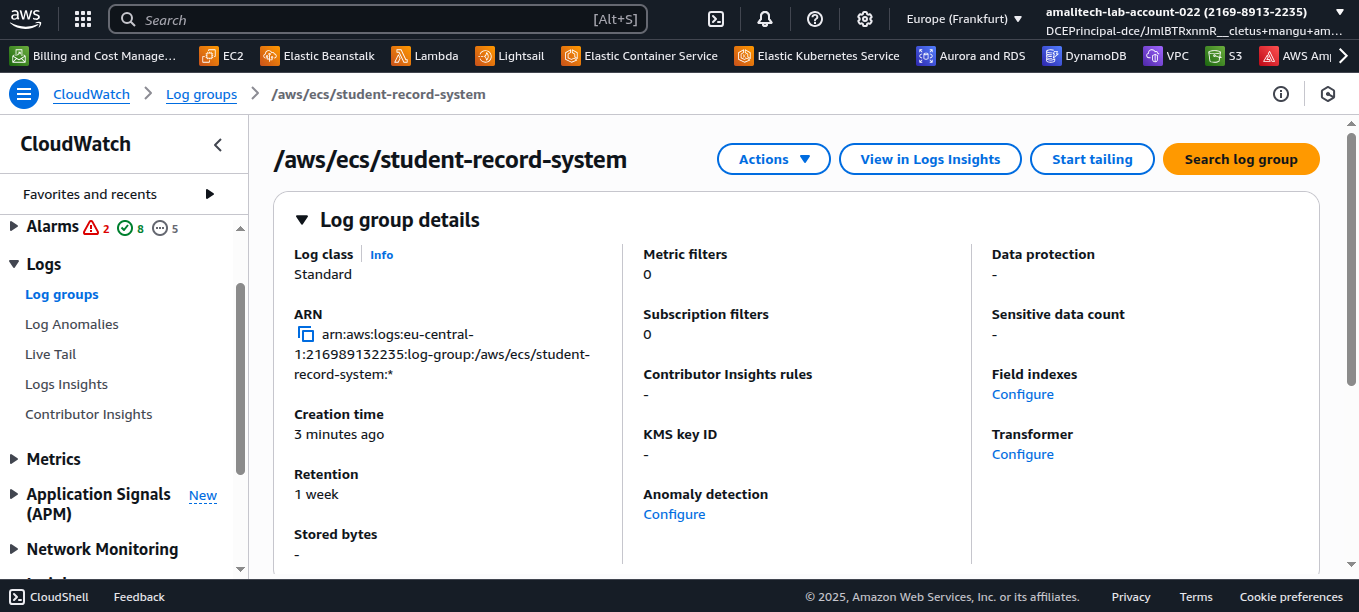 aws
Search [Alt+S]
Europe (Frankfurt)
amalitech-lab-account-022 (2169-8913-2235)
DCEPrincipal-dce/JmlBTRxnmR__cletus+mangu+am...
Billing and Cost Manage... EC2 Elastic Beanstalk Lambda Lightsail Elastic Container Service Elastic Kubernetes Service Aurora and RDS DynamoDB VPC S3 AWS Am
CloudWatch Log groups /aws/ecs/student-record-system
CloudWatch
Favorites and recents
Alarms 2 8 5
Logs
Log groups
Log Anomalies
Live Tail
Logs Insights
Contributor Insights
Metrics
Application Signals New
(APM)
Network Monitoring
/aws/ecs/student-record-system
Actions View in Logs Insights Start tailing Search log group
Log group details
Log class Info
Standard
ARN
arn:aws:logs:eu-central-
1:216989132235:log-group:/aws/ecs/student-
record-system:*
Creation time
3 minutes ago
Retention
1 week
Stored bytes
-
Metric filters
0
Subscription filters
0
Contributor Insights rules
-
KMS key ID
-
Anomaly detection
Configure
Data protection
-
Sensitive data count
-
Field indexes
Configure
Transformer
Configure
CloudShell Feedback © 2025, Amazon Web Services, Inc. or its affiliates. Privacy Terms Cookie preferences